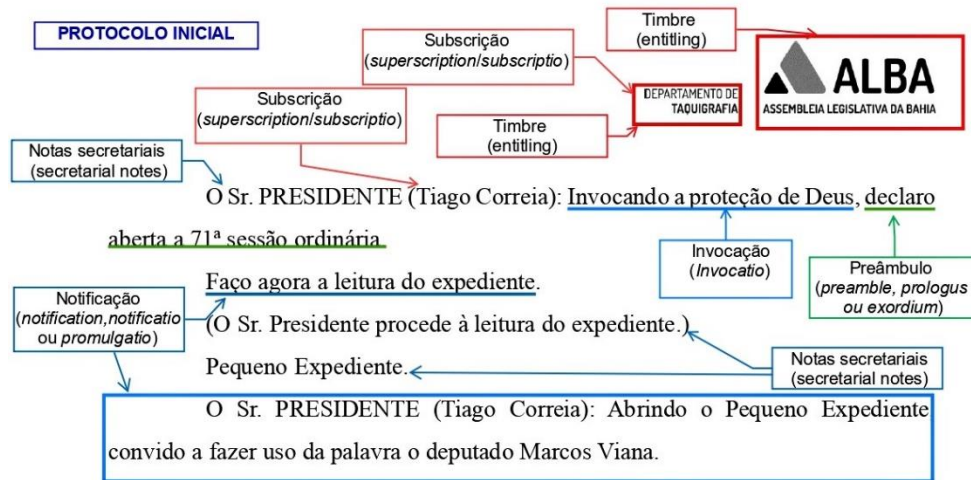 PROTOCOLO INICIAL
Timbre
(entitling)
Subscrição
(superscription/subscriptio)
ALBA
ASSEMBLEIA LEGISLATIVA DA BAHIA
DEPARTAMENTO DE
TAQUIGRAFIA
Subscrição
(superscription/subscriptio)
Timbre
(entitling)
Notas secretariais
(secretarial notes)
O Sr. PRESIDENTE (Tiago Correia): Invocando a proteção de Deus, declaro
aberta a 71ª sessão ordinária
Invocação
(Invocatio)
Preâmbulo
(preamble, prologus
ou exordium)
Faço agora a leitura do expediente.
Notificação
(notification,notificatio
ou promulgatio)
(O Sr. Presidente procede à leitura do expediente.)
Pequeno Expediente.
Notas secretariais
(secretarial notes)
O Sr. PRESIDENTE (Tiago Correia): Abrindo o Pequeno Expediente
convido a fazer uso da palavra o deputado Marcos Viana.